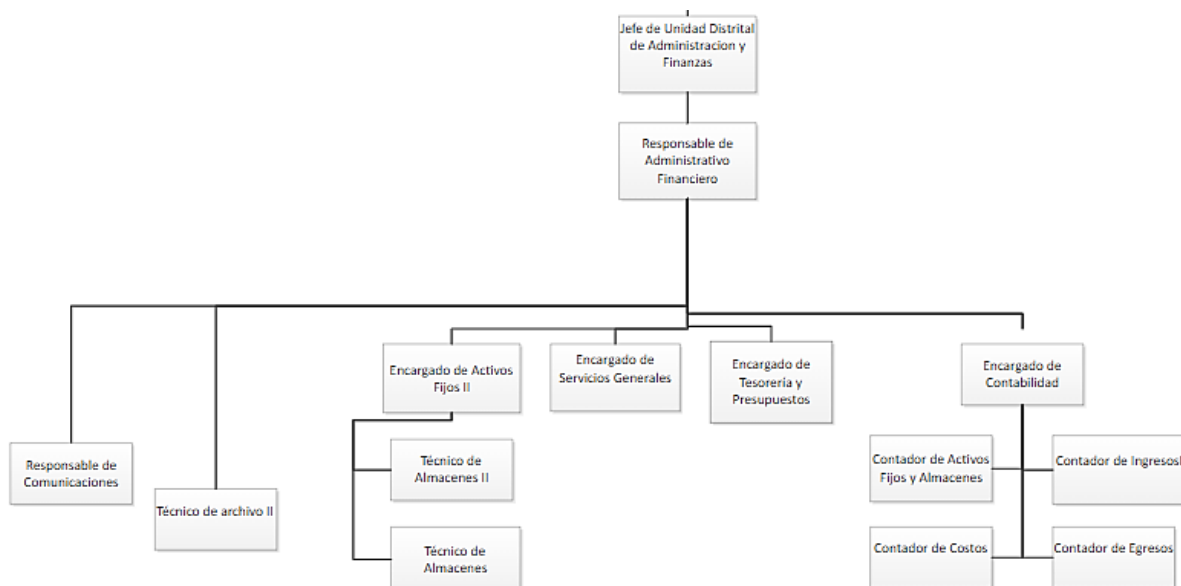 Jefe de Unidad Distrital
de Administracion y
Finanzas
Responsable de
Administrativo
Financiero
Encargado de Activos
Fijos II
Encargado de
Servicios Generales
Encargado de
Tesoreria y
Presupuestos
Encargado de
Contabilidad
Responsable de
Comunicaciones
Técnico de archivo II
Técnico de
Almacenes II
Técnico de
Almacenes
Contador de Activos
Fijos y Almacenes
Contador de IngresosI
Contador de Costos
Contador de Egresos